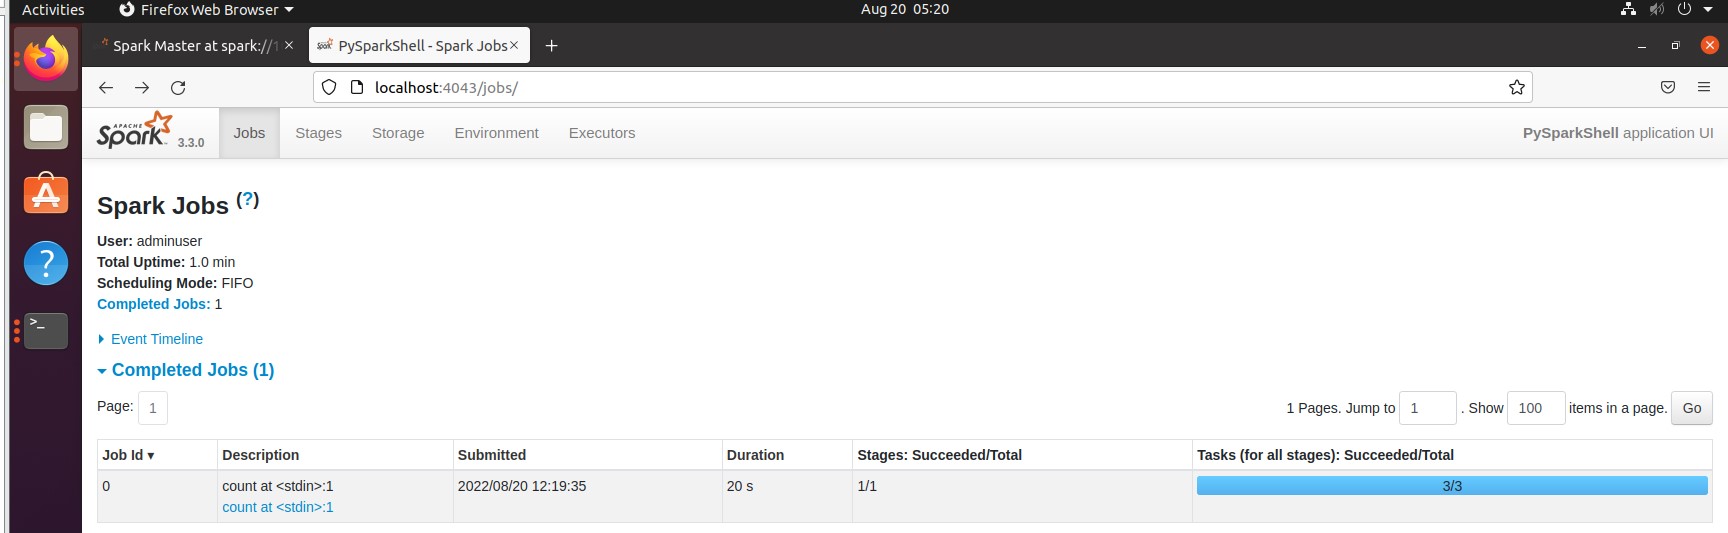 Activities Firefox Web Browser Aug 20 05:20
Spark Master at spark://1 PySparkShell - Spark Jobs
localhost:4043/jobs/
APACHE
Spark 3.3.0 Jobs Stages Storage Environment Executors PySparkShell application UI
Spark Jobs (?)
User: adminuser
Total Uptime: 1.0 min
Scheduling Mode: FIFO
Completed Jobs: 1
Event Timeline
Completed Jobs (1)
Page: 1 1 Pages. Jump to 1 . Show 100 items in a page. Go
Job Id ▾ Description Submitted Duration Stages: Succeeded/Total Tasks (for all stages): Succeeded/Total
0 count at <stdin>:1 2022/08/20 12:19:35 20 s 1/1 3/3
count at <stdin>:1